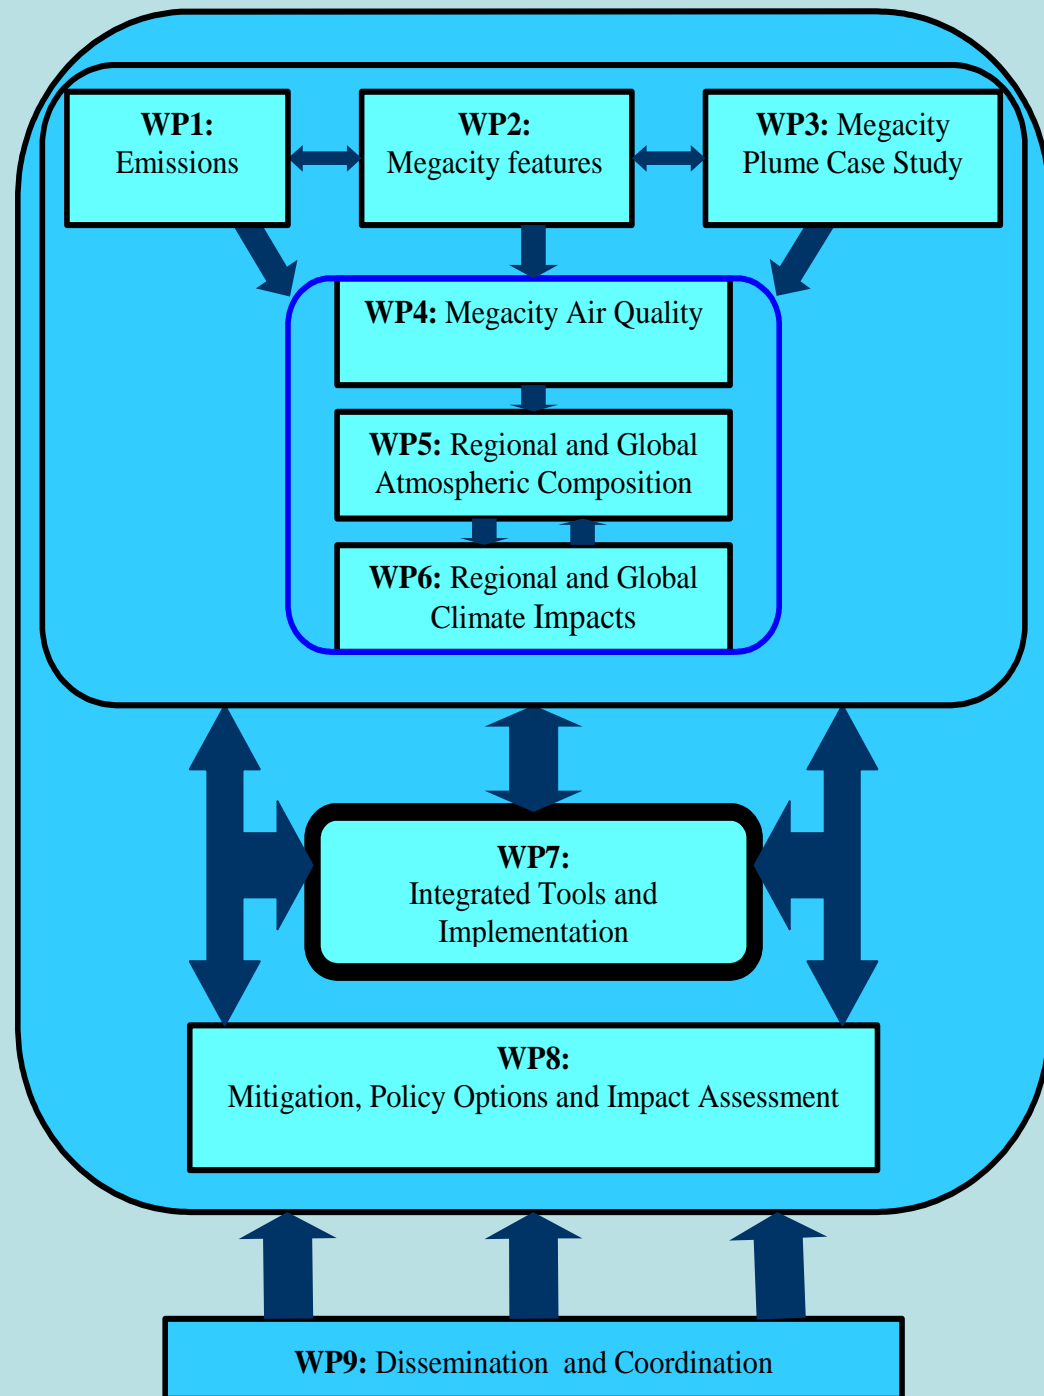 WP1:
Emissions
WP2:
Megacity features
WP3: Megacity
Plume Case Study
WP4: Megacity Air Quality
WP5: Regional and Global
Atmospheric Composition
WP6: Regional and Global
Climate Impacts
WP7:
Integrated Tools and
Implementation
WP8:
Mitigation, Policy Options and Impact Assessment
WP9: Dissemination and Coordination